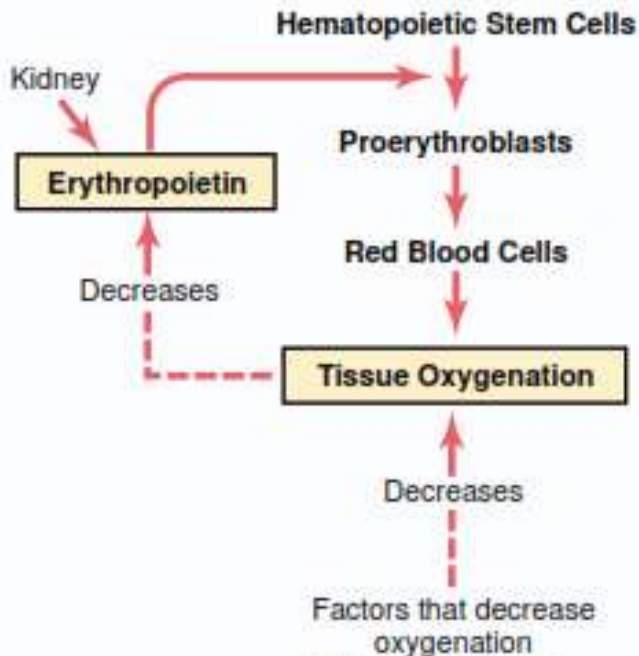 Hematopoietic Stem Cells
Kidney
Proerythroblasts
Erythropoietin
Red Blood Cells
Decreases
Tissue Oxygenation
Decreases
Factors that decrease
oxygenation